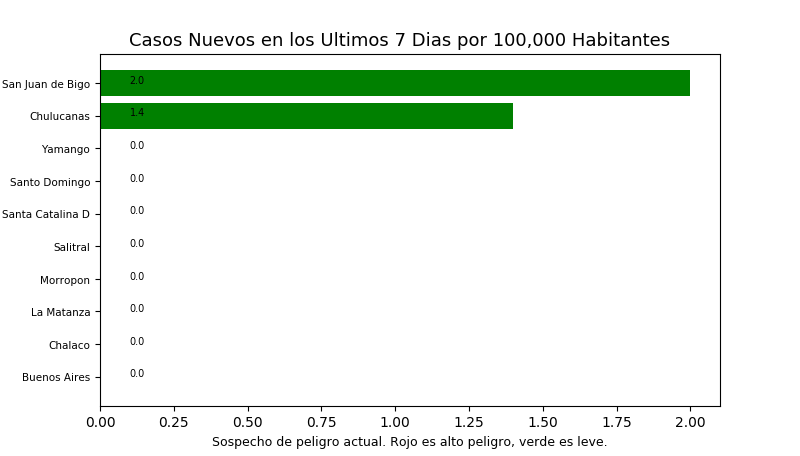 Casos Nuevos en los Ultimos 7 Dias por 100,000 Habitantes
San Juan de Bigo 2.0
Chulucanas 1.4
Yamango 0.0
Santo Domingo 0.0
Santa Catalina D 0.0
Salitral 0.0
Morropon 0.0
La Matanza 0.0
Chalaco 0.0
Buenos Aires 0.0
0.00 0.25 0.50 0.75 1.00 1.25 1.50 1.75 2.00
Sospecho de peligro actual. Rojo es alto peligro, verde es leve.